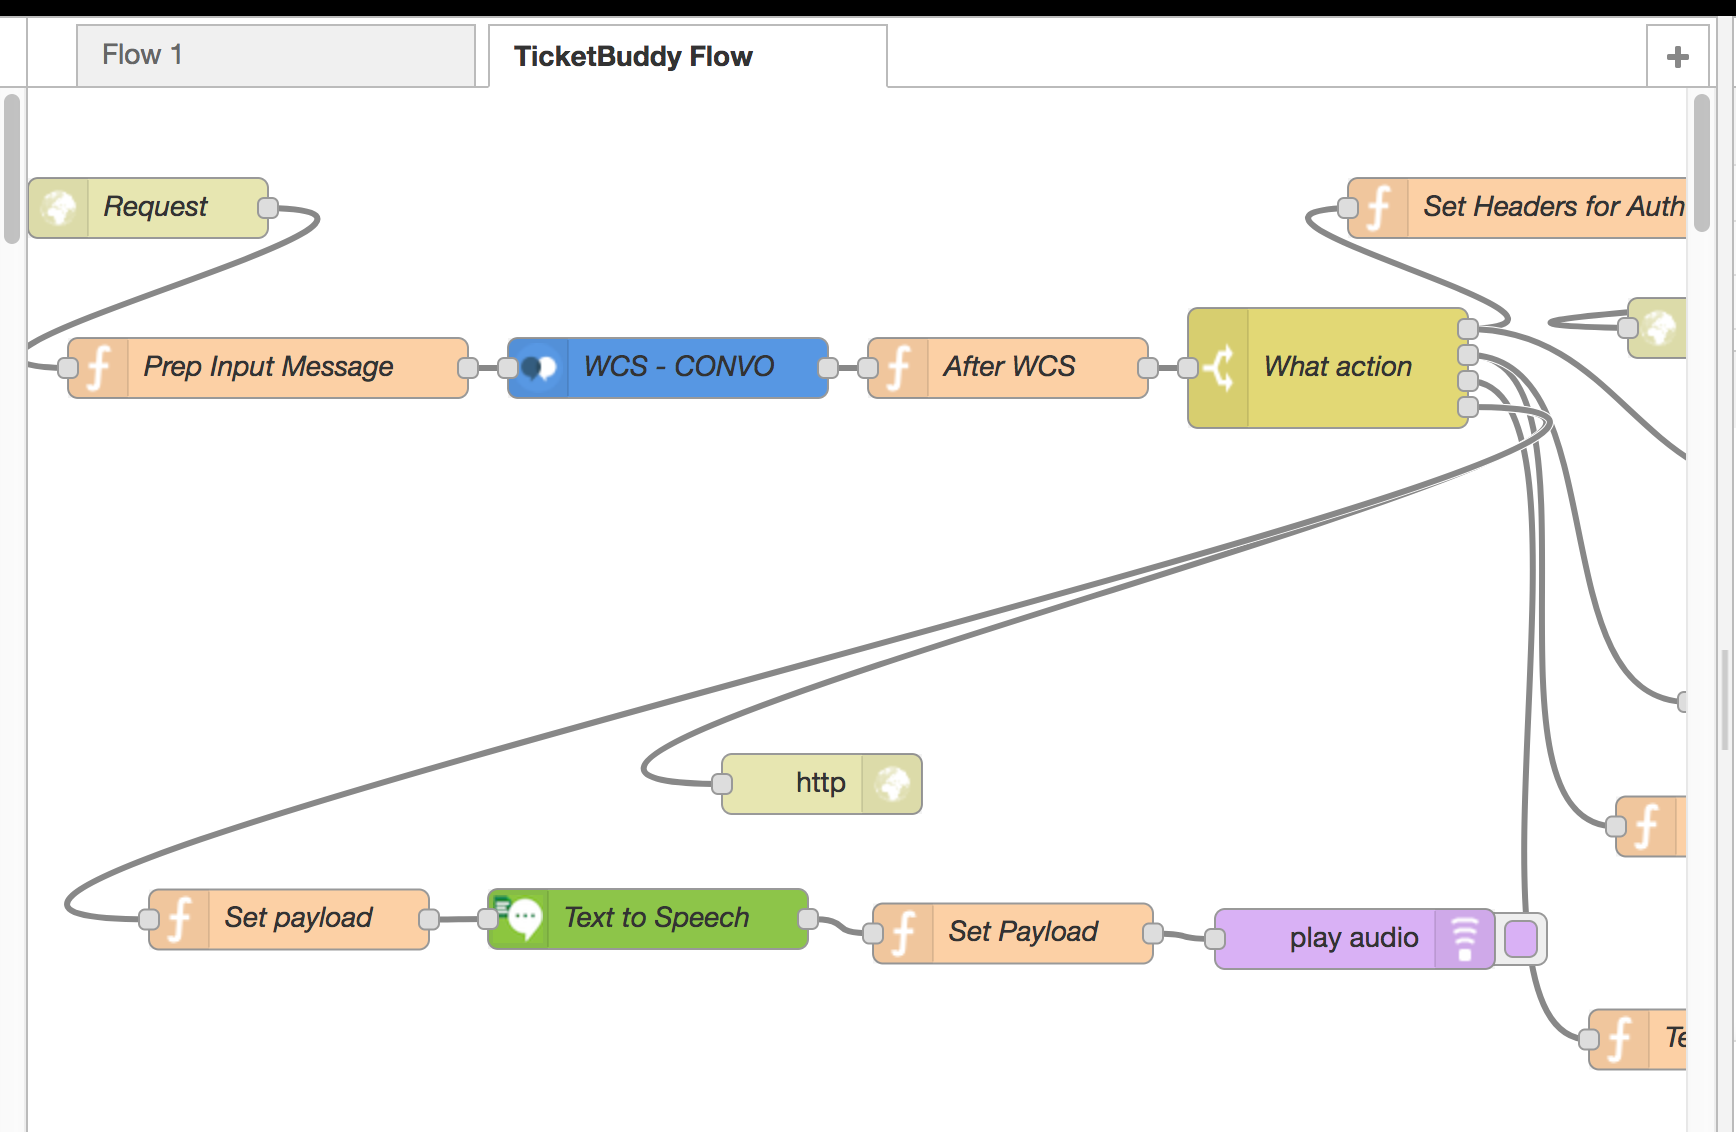 Flow 1
TicketBuddy Flow
Request
Set Headers for Auth
Prep Input Message
WCS - CONVO
After WCS
What action
http
Set payload
Text to Speech
Set Payload
play audio